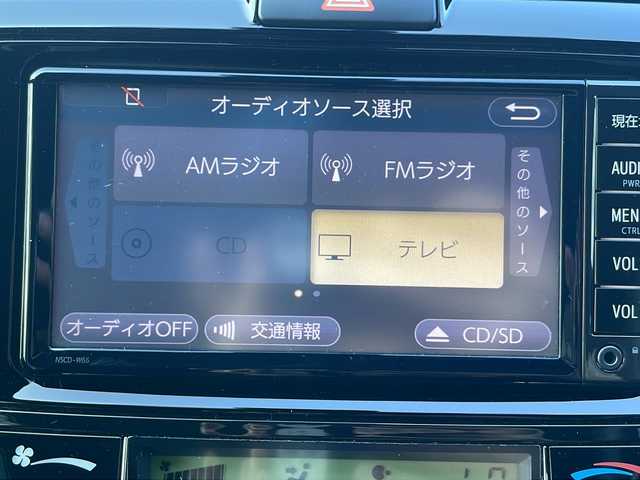 オーディオソース選択
その他のソース
AMラジオ
FMラジオ
その他のソース
CD
テレビ
オーディオOFF
交通情報
CD/SD
NSCD-W66
現在
AUDI
PWR
MEN
CTRL
VOL
VOL